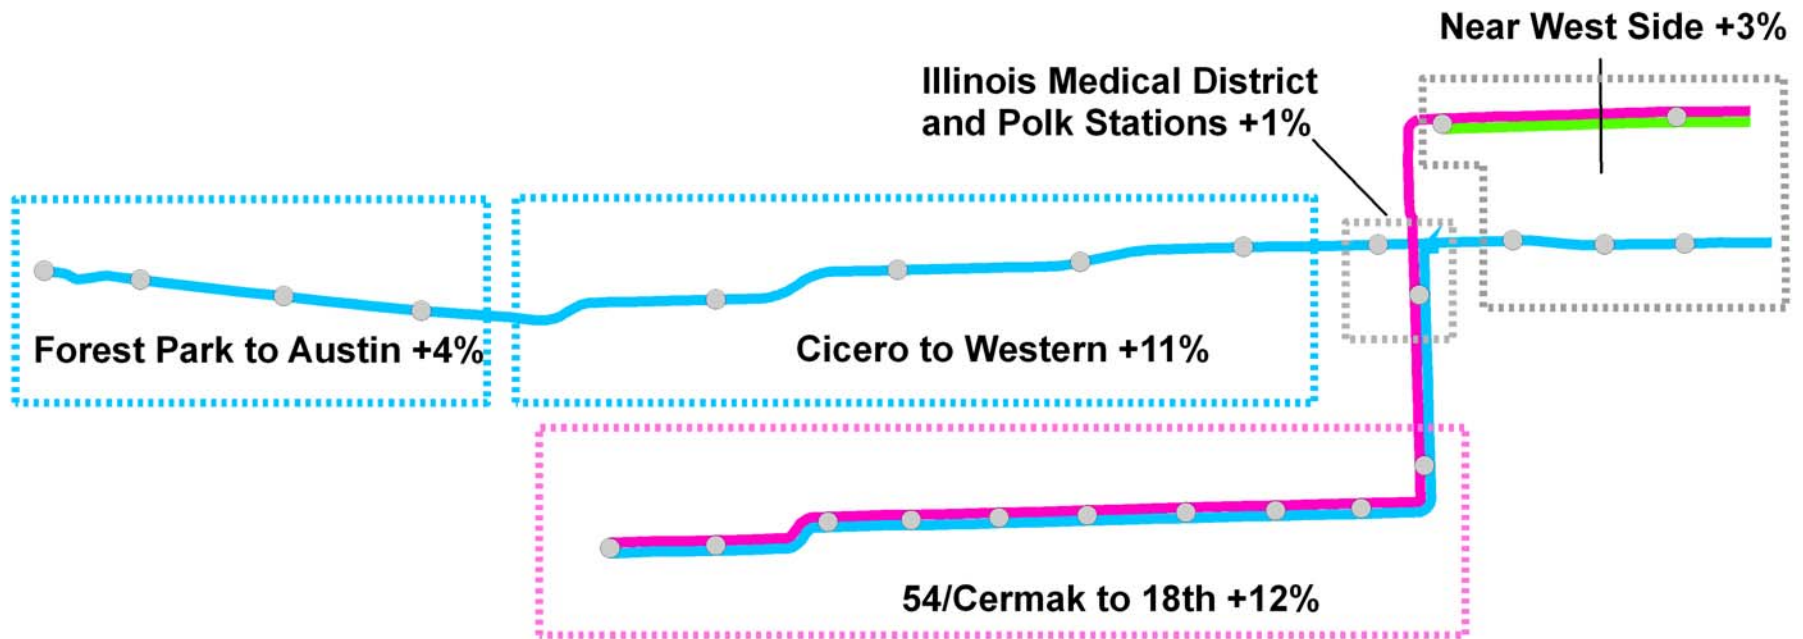 Near West Side +3%
Illinois Medical District
and Polk Stations +1%
Forest Park to Austin +4%
Cicero to Western +11%
54/Cermak to 18th +12%